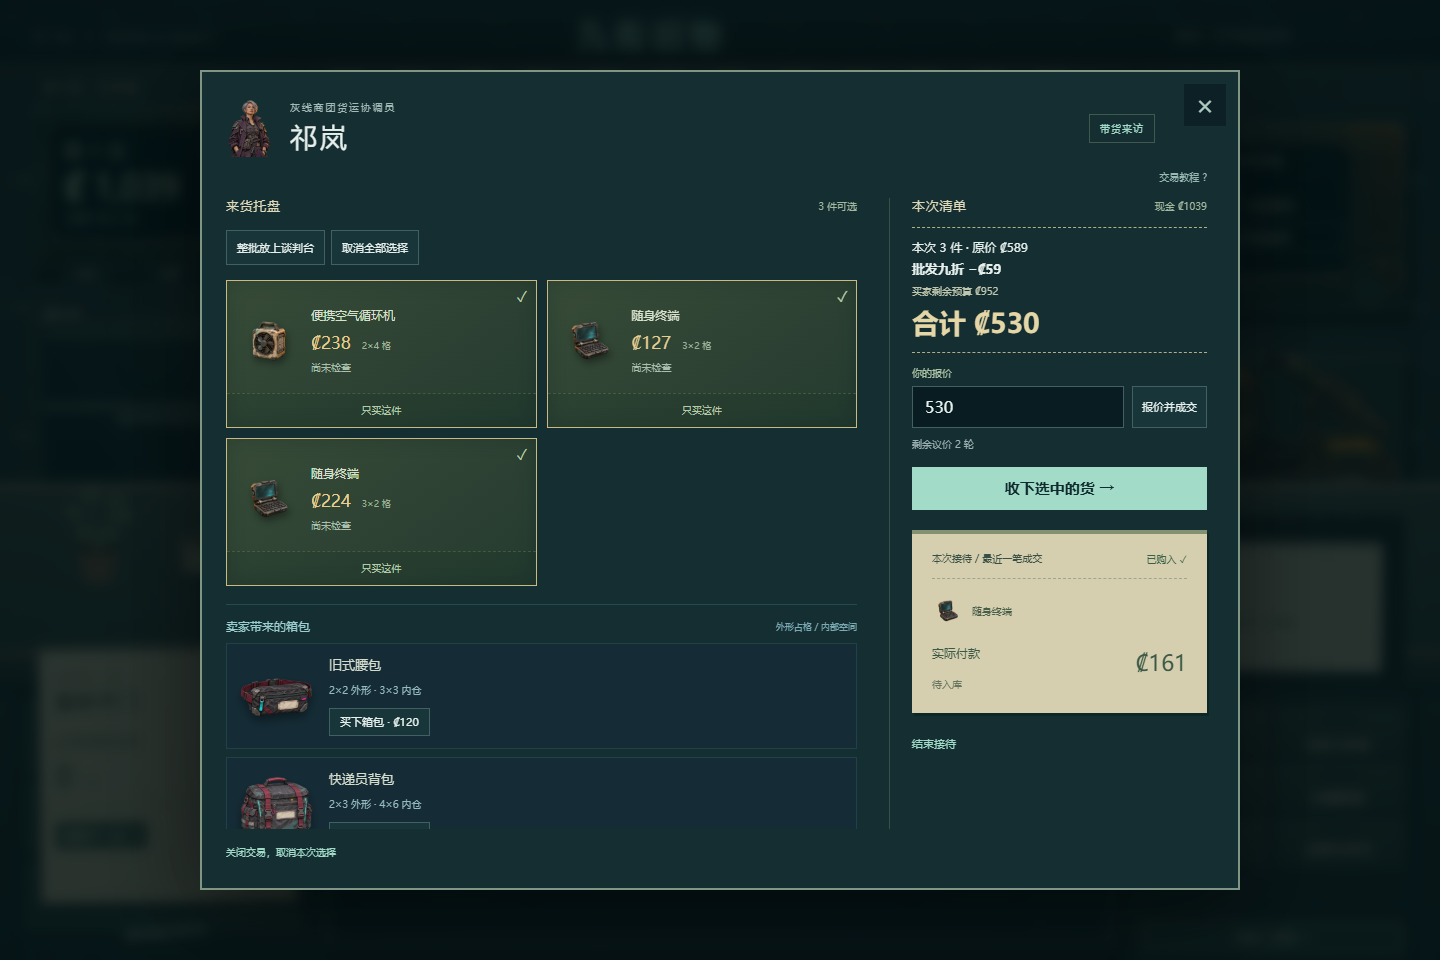 灰线商团货运协调员
祁岚
带货来访
×
交易教程 ?
来货托盘
3 件可选
整批放上谈判台
取消全部选择
✓
便携空气循环机
₡238 2×4 格
尚未检查
只买这件
✓
随身终端
₡127 3×2 格
尚未检查
只买这件
✓
随身终端
₡224 3×2 格
尚未检查
只买这件
卖家带来的箱包
外形占格 / 内部空间
旧式腰包
2×2 外形 · 3×3 内仓
买下箱包 · ₡120
快递员背包
2×3 外形 · 4×6 内仓
关闭交易，取消本次选择
本次清单
现金 ₡1039
本次 3 件 · 原价 ₡589
批发九折 −₡59
买家剩余预算 ₡952
合计 ₡530
你的报价
530
报价并成交
剩余议价 2 轮
收下选中的货 →
本次接待 / 最近一笔成交
已购入 ✓
随身终端
实际付款
₡161
待入库
结束接待